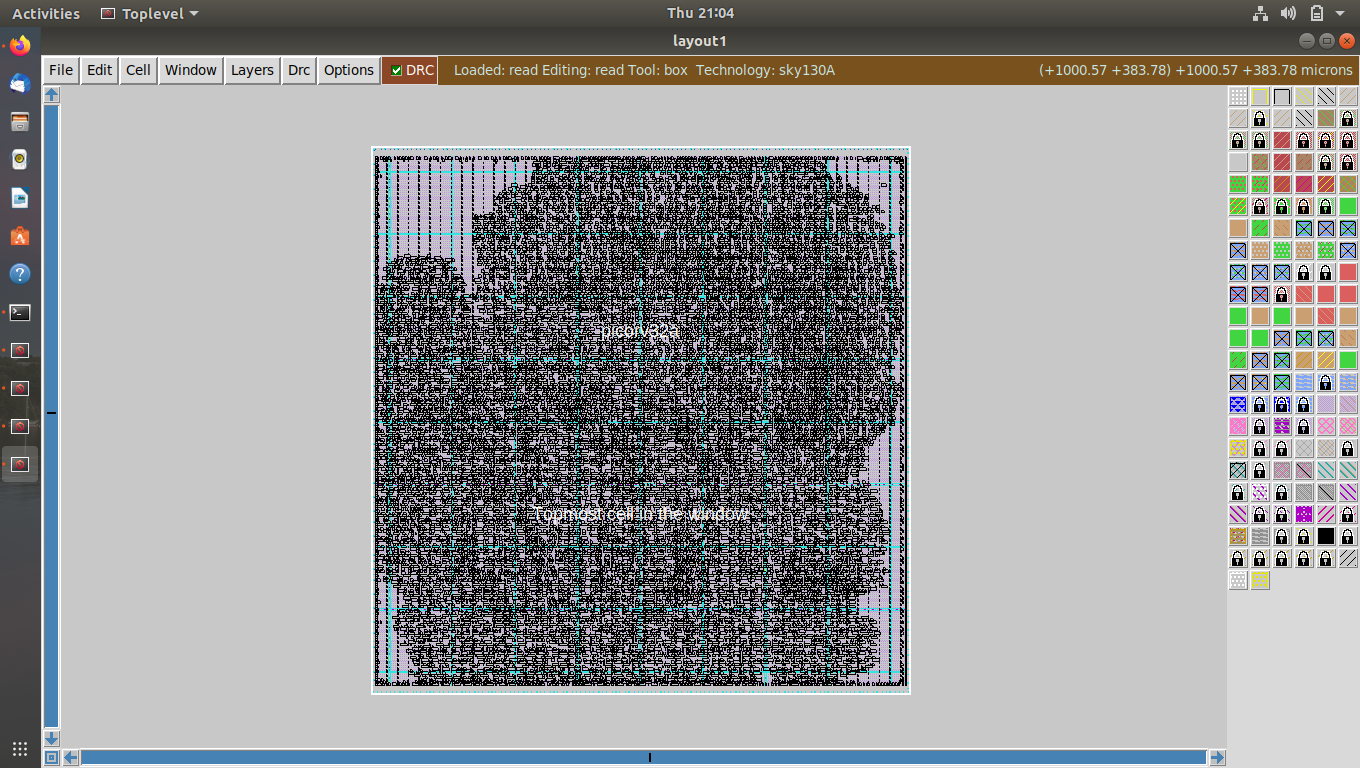 Activities Toplevel Thu 21:04
layout1
File Edit Cell Window Layers Drc Options DRC Loaded: read Editing: read Tool: box Technology: sky130A (+1000.57 +383.78) +1000.57 +383.78 microns
picorv32a
Topmost cell in the window